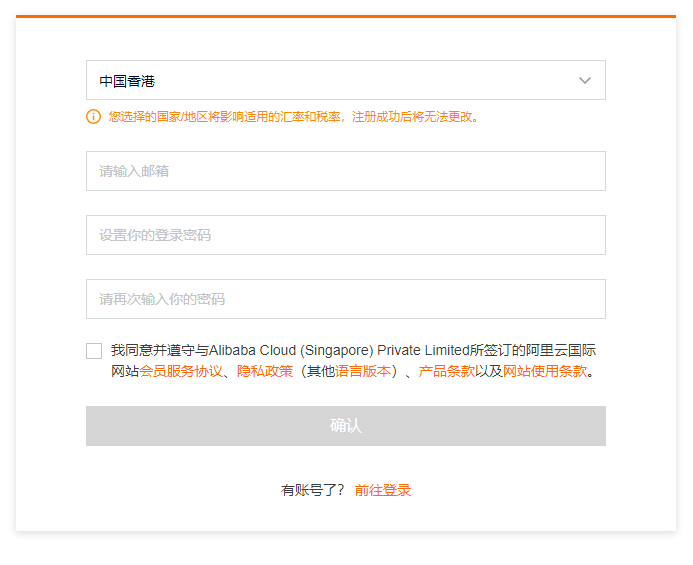 中国香港
您选择的国家/地区将影响适用的汇率和税率，注册成功后将无法更改。
请输入邮箱
设置你的登录密码
请再次输入你的密码
我同意并遵守与Alibaba Cloud (Singapore) Private Limited所签订的阿里云国际
网站会员服务协议、隐私政策（其他语言版本）、产品条款以及网站使用条款。
确认
有账号了？ 前往登录